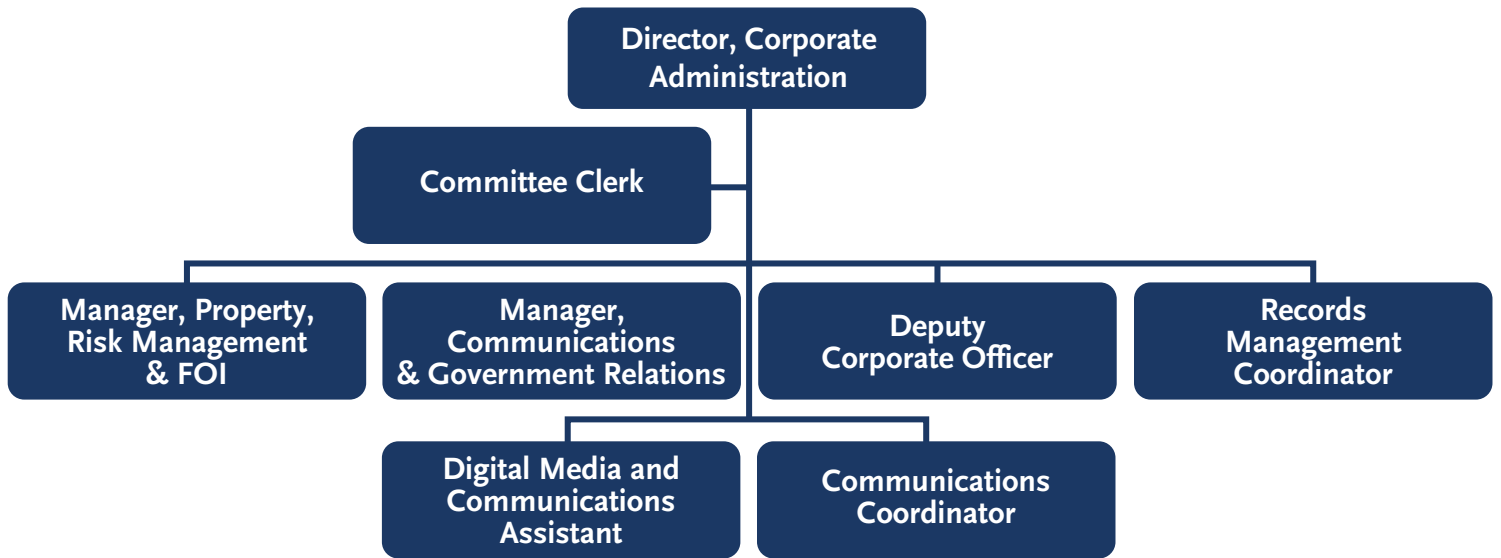 Director, Corporate
Administration
Committee Clerk
Manager, Property,
Risk Management
& FOI
Manager,
Communications
& Government Relations
Deputy
Corporate Officer
Records
Management
Coordinator
Digital Media and
Communications
Assistant
Communications
Coordinator